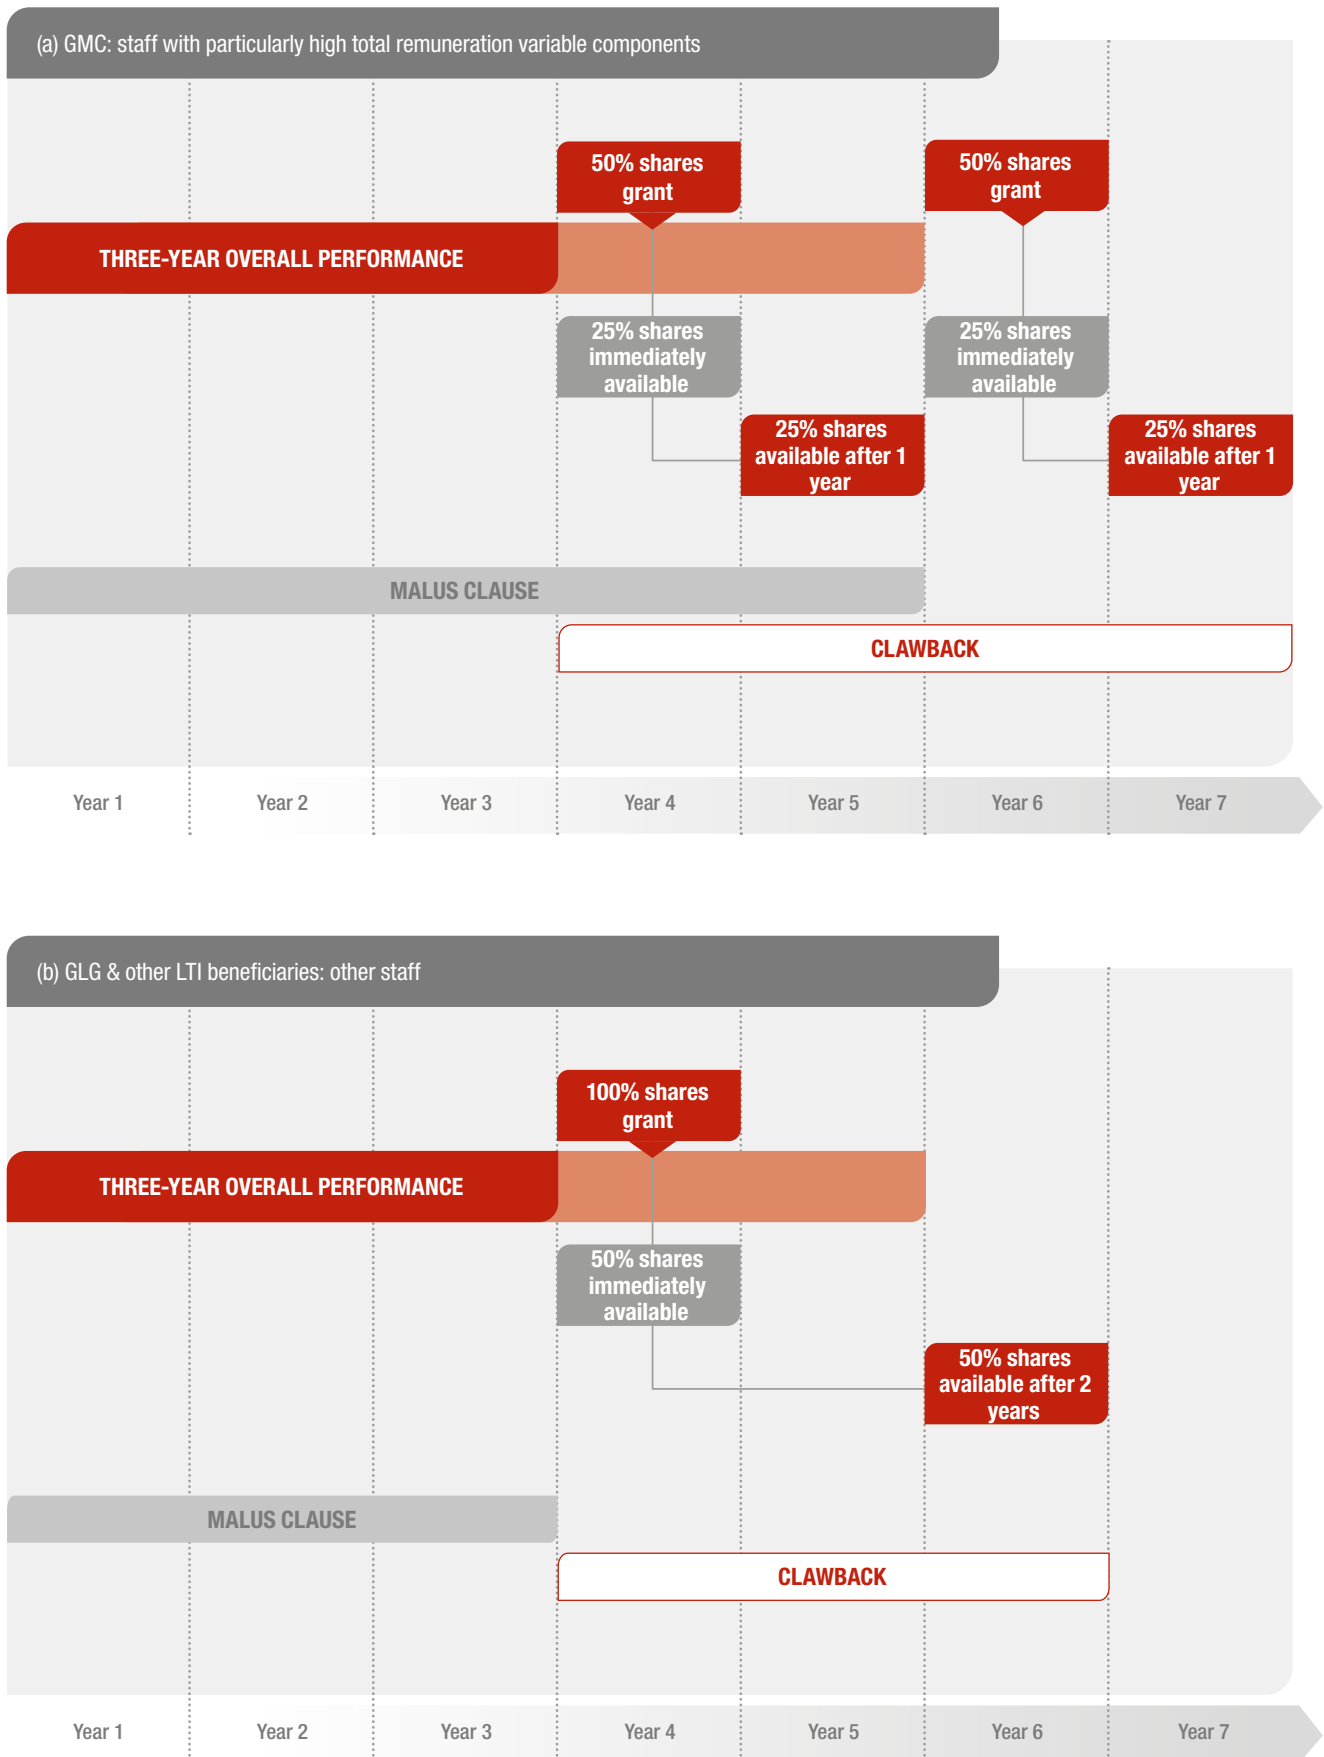 (a) GMC: staff with particularly high total remuneration variable components
50% shares
grant
50% shares
grant
THREE-YEAR OVERALL PERFORMANCE
25% shares
immediately
available
25% shares
immediately
available
25% shares
available after 1
year
25% shares
available after 1
year
MALUS CLAUSE
CLAWBACK
Year 1
Year 2
Year 3
Year 4
Year 5
Year 6
Year 7
(b) GLG & other LTI beneficiaries: other staff
100% shares
grant
THREE-YEAR OVERALL PERFORMANCE
50% shares
immediately
available
50% shares
available after 2
years
MALUS CLAUSE
CLAWBACK
Year 1
Year 2
Year 3
Year 4
Year 5
Year 6
Year 7